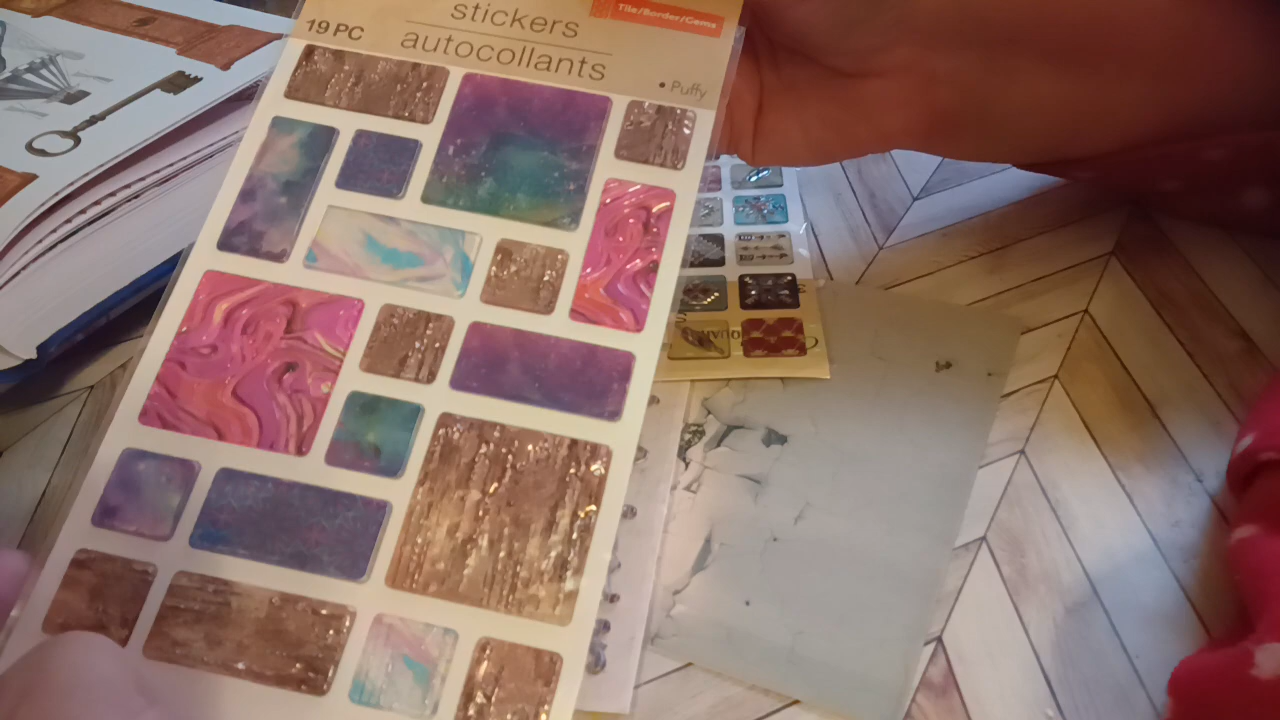 Tile/Border/Gems
stickers
19 PC
autocollants
• Puffy